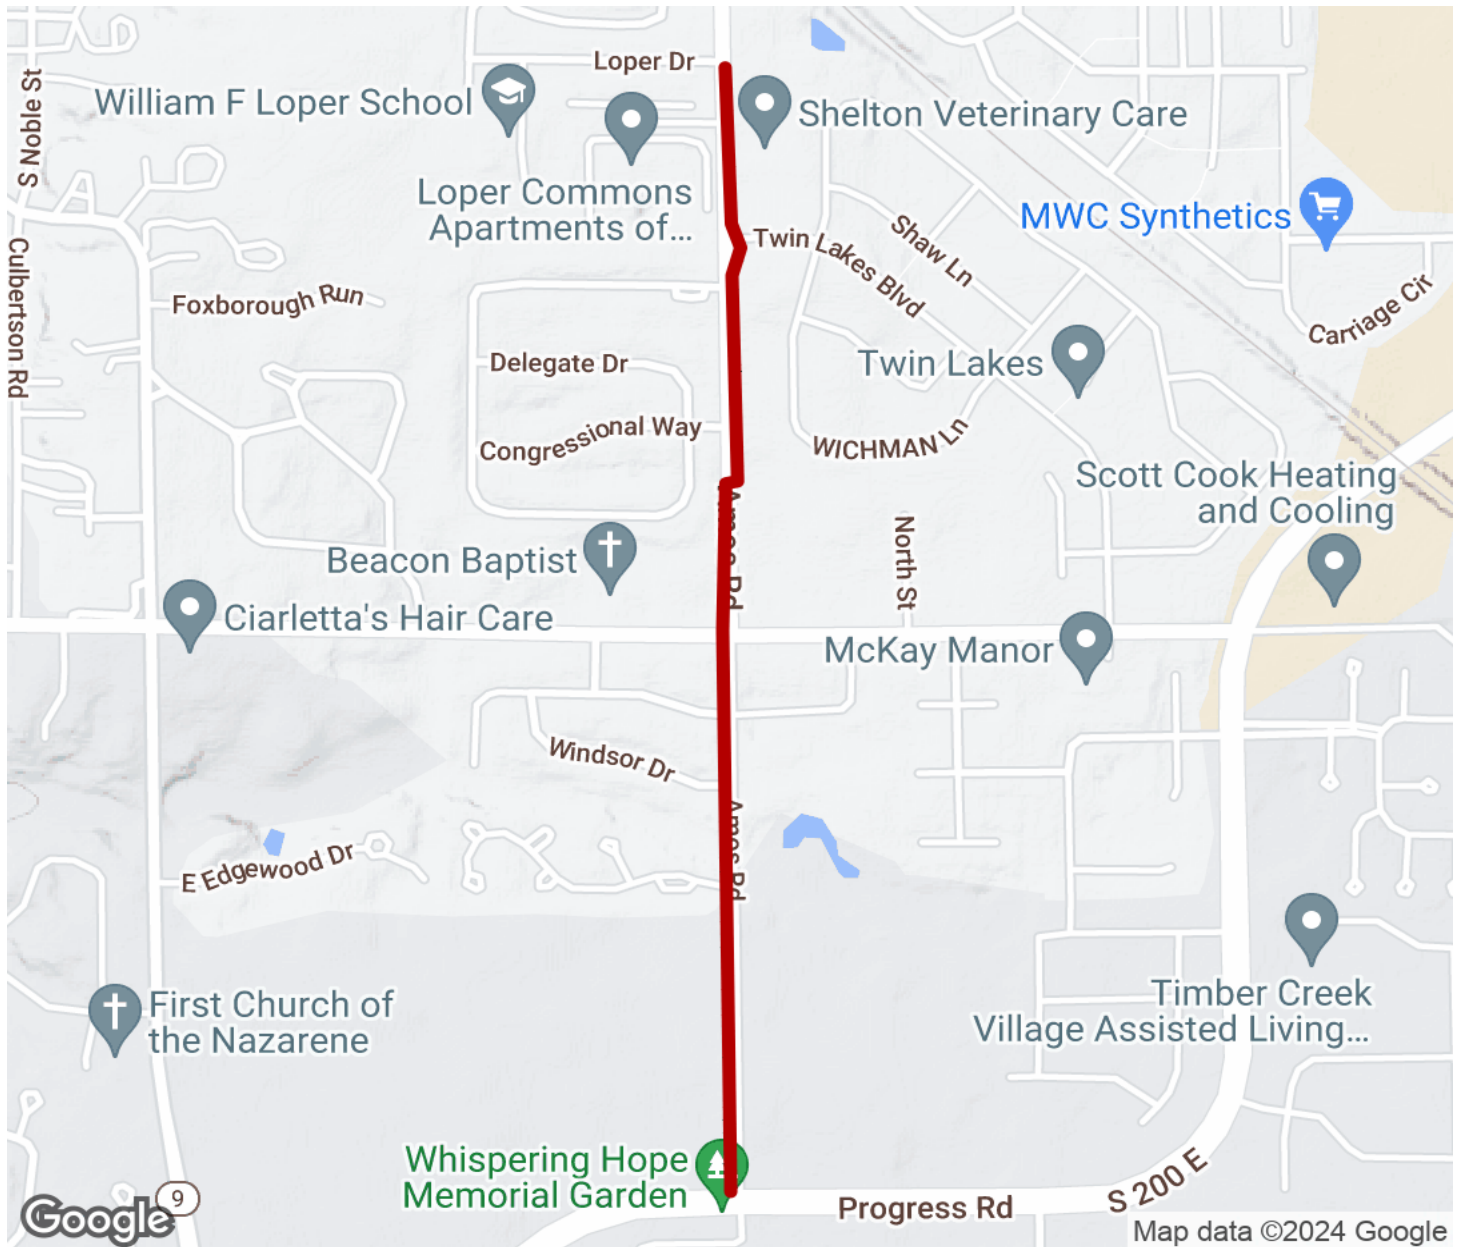 Loper Dr
William F Loper School
Shelton Veterinary Care
S Noble St
Loper Commons
Apartments of...
MWC Synthetics
Shaw Ln
Twin Lakes Blvd
Culbertson Rd
Foxborough Run
Carriage Cir
Delegate Dr
Twin Lakes
Congressional Way
WICHMAN Ln
Scott Cook Heating
and Cooling
Amos Rd
North St
Beacon Baptist
Ciarletta's Hair Care
McKay Manor
Windsor Dr
Amos Rd
E Edgewood Dr
First Church of
the Nazarene
Timber Creek
Village Assisted Living...
Whispering Hope
Memorial Garden
S 200 E
Progress Rd
9
Google
Map data ©2024 Google